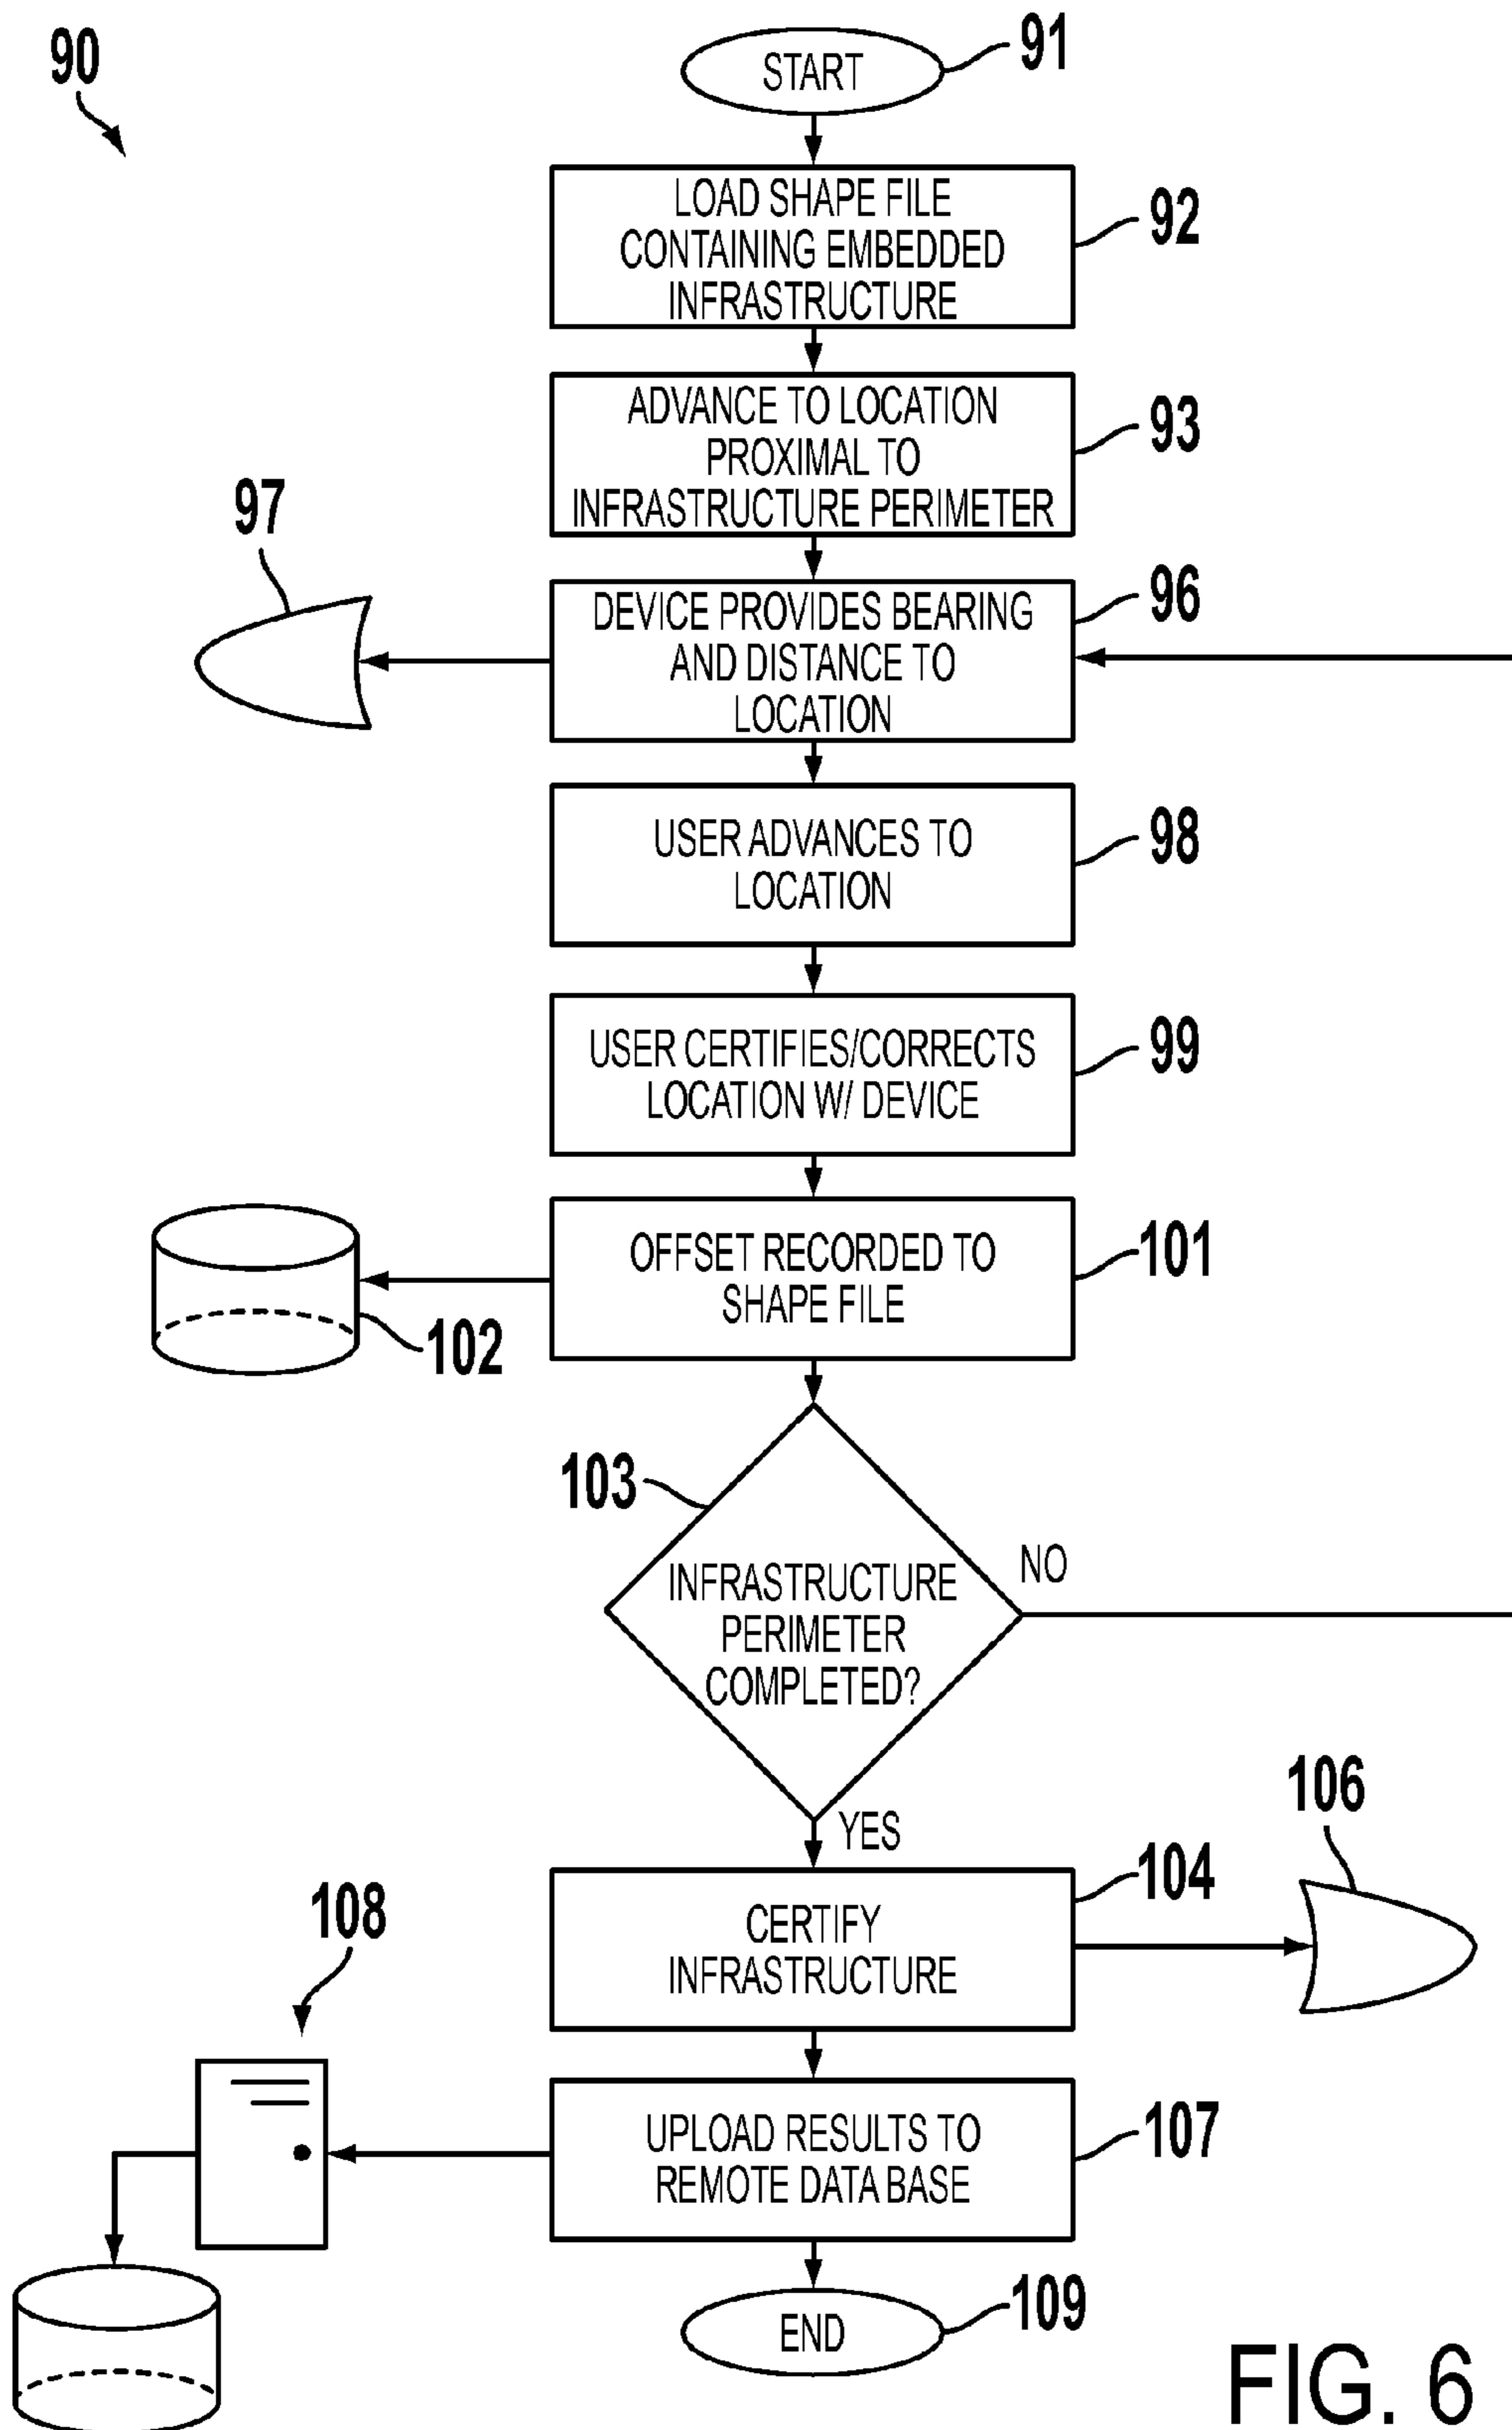 90
START
91
LOAD SHAPE FILE
CONTAINING EMBEDDED
INFRASTRUCTURE
92
ADVANCE TO LOCATION
PROXIMAL TO
INFRASTRUCTURE PERIMETER
93
97
DEVICE PROVIDES BEARING
AND DISTANCE TO
LOCATION
96
USER ADVANCES TO
LOCATION
98
USER CERTIFIES/CORRECTS
LOCATION W/ DEVICE
99
OFFSET RECORDED TO
SHAPE FILE
101
102
103
INFRASTRUCTURE
PERIMETER
COMPLETED?
NO
YES
106
CERTIFY
INFRASTRUCTURE
104
108
UPLOAD RESULTS TO
REMOTE DATA BASE
107
END
109
FIG. 6